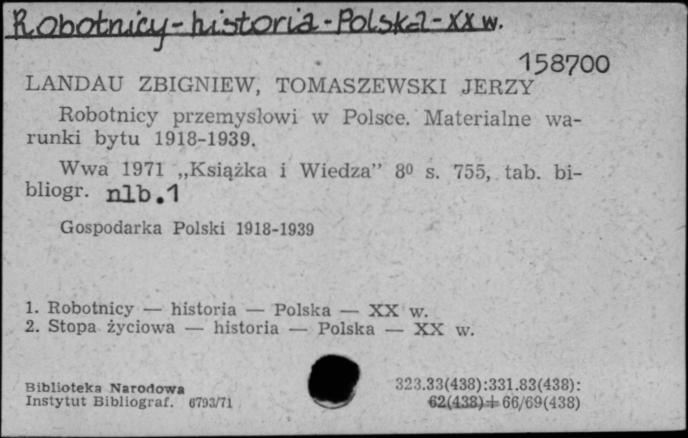 Robotnicy - historia - Polska - XX w.
158700
LANDAU ZBIGNIEW, TOMASZEWSKI JERZY
Robotnicy przemysłowi w Polsce. Materialne wa-
runki bytu 1918-1939.
Wwa 1971 „Książka i Wiedza” 8⁰ s. 755, tab. bi-
bliogr. nlb.1
Gospodarka Polski 1918-1939
1. Robotnicy — historia — Polska — XX w.
2. Stopa życiowa — historia — Polska — XX w.
Biblioteka Narodowa
Instytut Bibliograf. 6793/71
323.33(438):331.83(438):
62(438)+66/69(438)